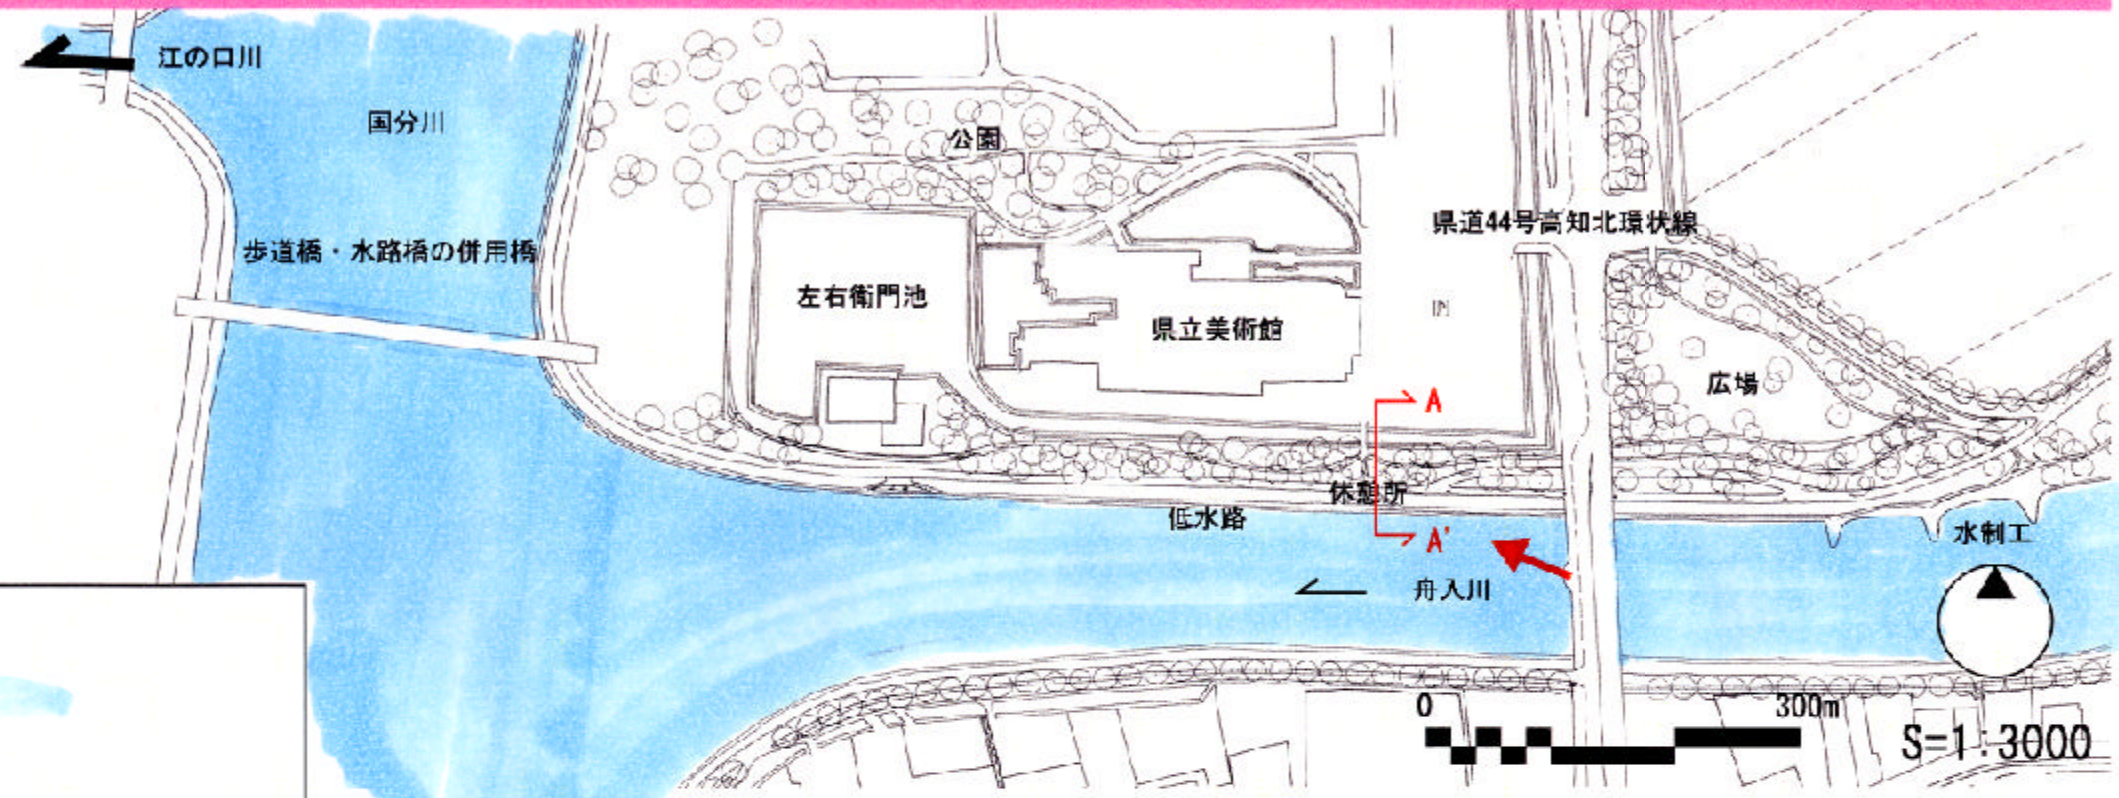 江の口川
国分川
公園
県道44号高知北環状線
歩道橋・水路橋の併用橋
左右衛門池
県立美術館
広場
A
休憩所
低水路
A'
水制工
舟入川
0
300m
S=1:3000